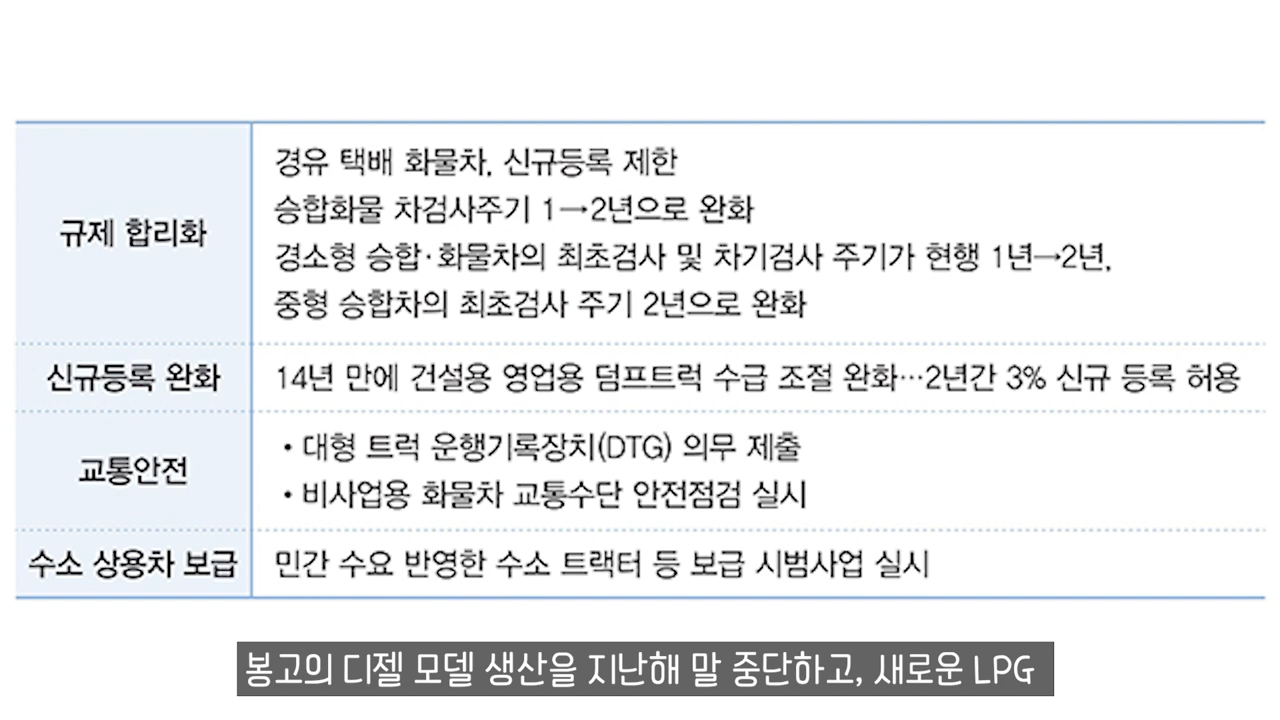 규제 합리화
경유 택배 화물차, 신규등록 제한
승합화물 차검사주기 1→2년으로 완화
경소형 승합·화물차의 최초검사 및 차기검사 주기가 현행 1년→2년,
중형 승합차의 최초검사 주기 2년으로 완화
신규등록 완화
14년 만에 건설용 영업용 덤프트럭 수급 조절 완화…2년간 3% 신규 등록 허용
교통안전
• 대형 트럭 운행기록장치(DTG) 의무 제출
• 비사업용 화물차 교통수단 안전점검 실시
수소 상용차 보급
민간 수요 반영한 수소 트랙터 등 보급 시범사업 실시
봉고의 디젤 모델 생산을 지난해 말 중단하고, 새로운 LPG